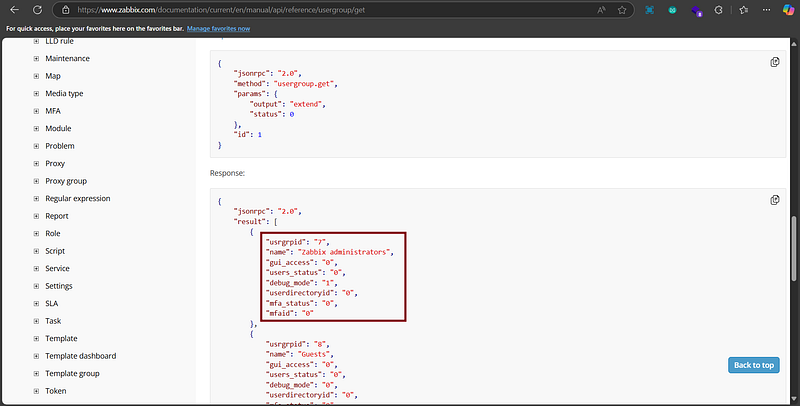 https://www.zabbix.com/documentation/current/en/manual/api/reference/usergroup/get
For quick access, place your favorites here on the favorites bar. Manage favorites now
LLD rule
Maintenance
Map
Media type
MFA
Module
Problem
Proxy
Proxy group
Regular expression
Report
Role
Script
Service
Settings
SLA
Task
Template
Template dashboard
Template group
Token
{
"jsonrpc": "2.0",
"method": "usergroup.get",
"params": {
"output": "extend",
"status": 0
},
"id": 1
}
Response:
{
"jsonrpc": "2.0",
"result": [
{
"usrgrpid": "7",
"name": "Zabbix administrators",
"gui_access": "0",
"users_status": "0",
"debug_mode": "1",
"userdirectoryid": "0",
"mfa_status": "0",
"mfaid": "0"
},
{
"usrgrpid": "8",
"name": "Guests",
"gui_access": "0",
"users_status": "0",
"debug_mode": "0",
"userdirectoryid": "0",
"mfa_status": "0",
Back to top